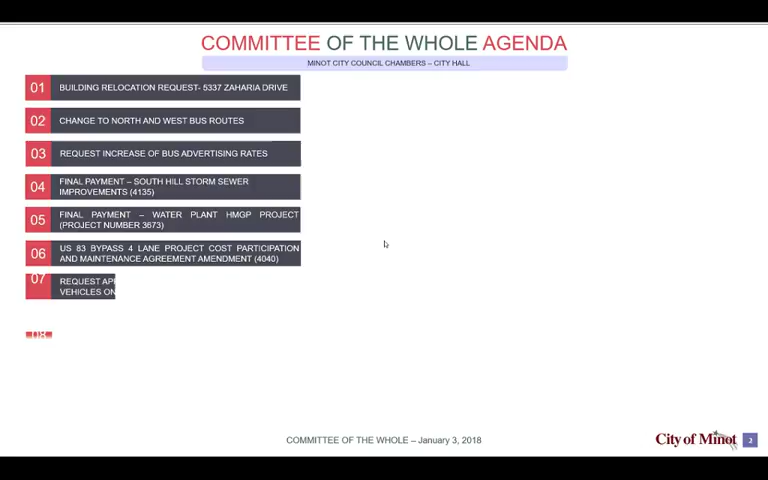 COMMITTEE OF THE WHOLE AGENDA
MINOT CITY COUNCIL CHAMBERS – CITY HALL
01 BUILDING RELOCATION REQUEST- 5337 ZAHARIA DRIVE
02 CHANGE TO NORTH AND WEST BUS ROUTES
03 REQUEST INCREASE OF BUS ADVERTISING RATES
04 FINAL PAYMENT – SOUTH HILL STORM SEWER
IMPROVEMENTS (4135)
05 FINAL PAYMENT – WATER PLANT HMGP PROJECT
(PROJECT NUMBER 3673)
06 US 83 BYPASS 4 LANE PROJECT COST PARTICIPATION
AND MAINTENANCE AGREEMENT AMENDMENT (4040)
07 REQUEST
VEHICLES ON
COMMITTEE OF THE WHOLE – January 3, 2018
City of Minot